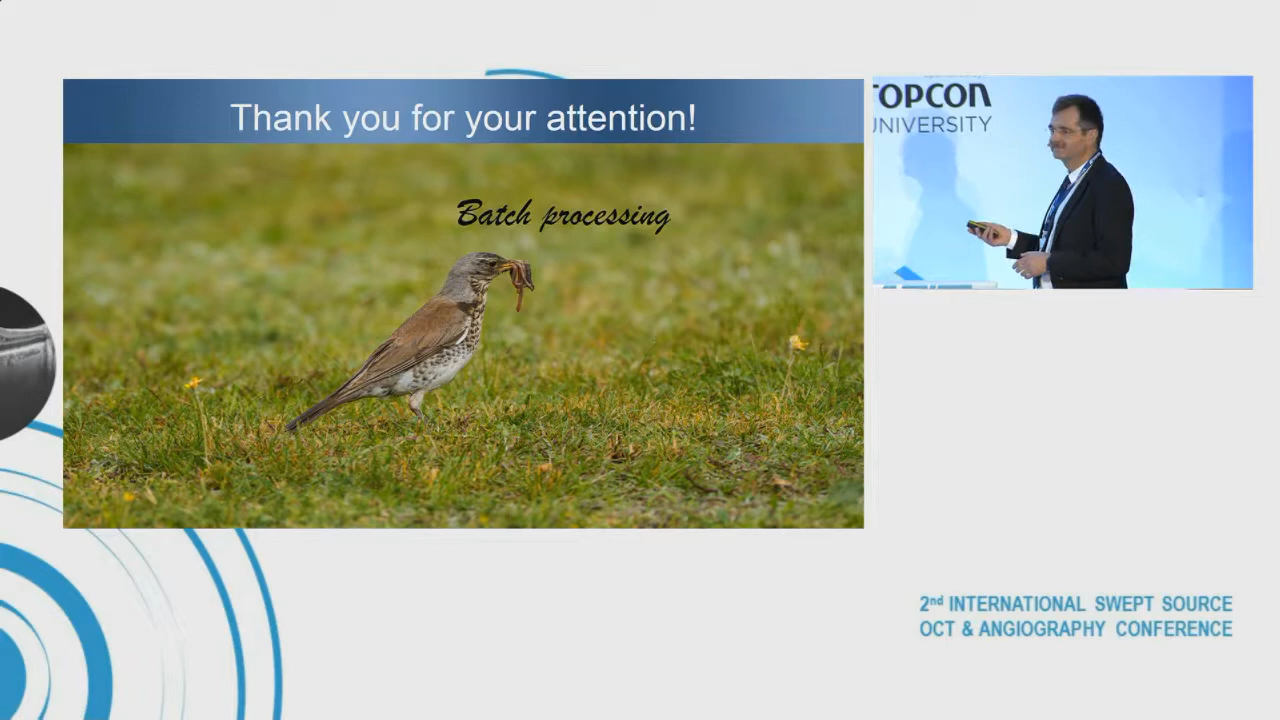 Thank you for your attention!
Batch processing
TOPCON
UNIVERSITY
2nd INTERNATIONAL SWEPT SOURCE
OCT & ANGIOGRAPHY CONFERENCE